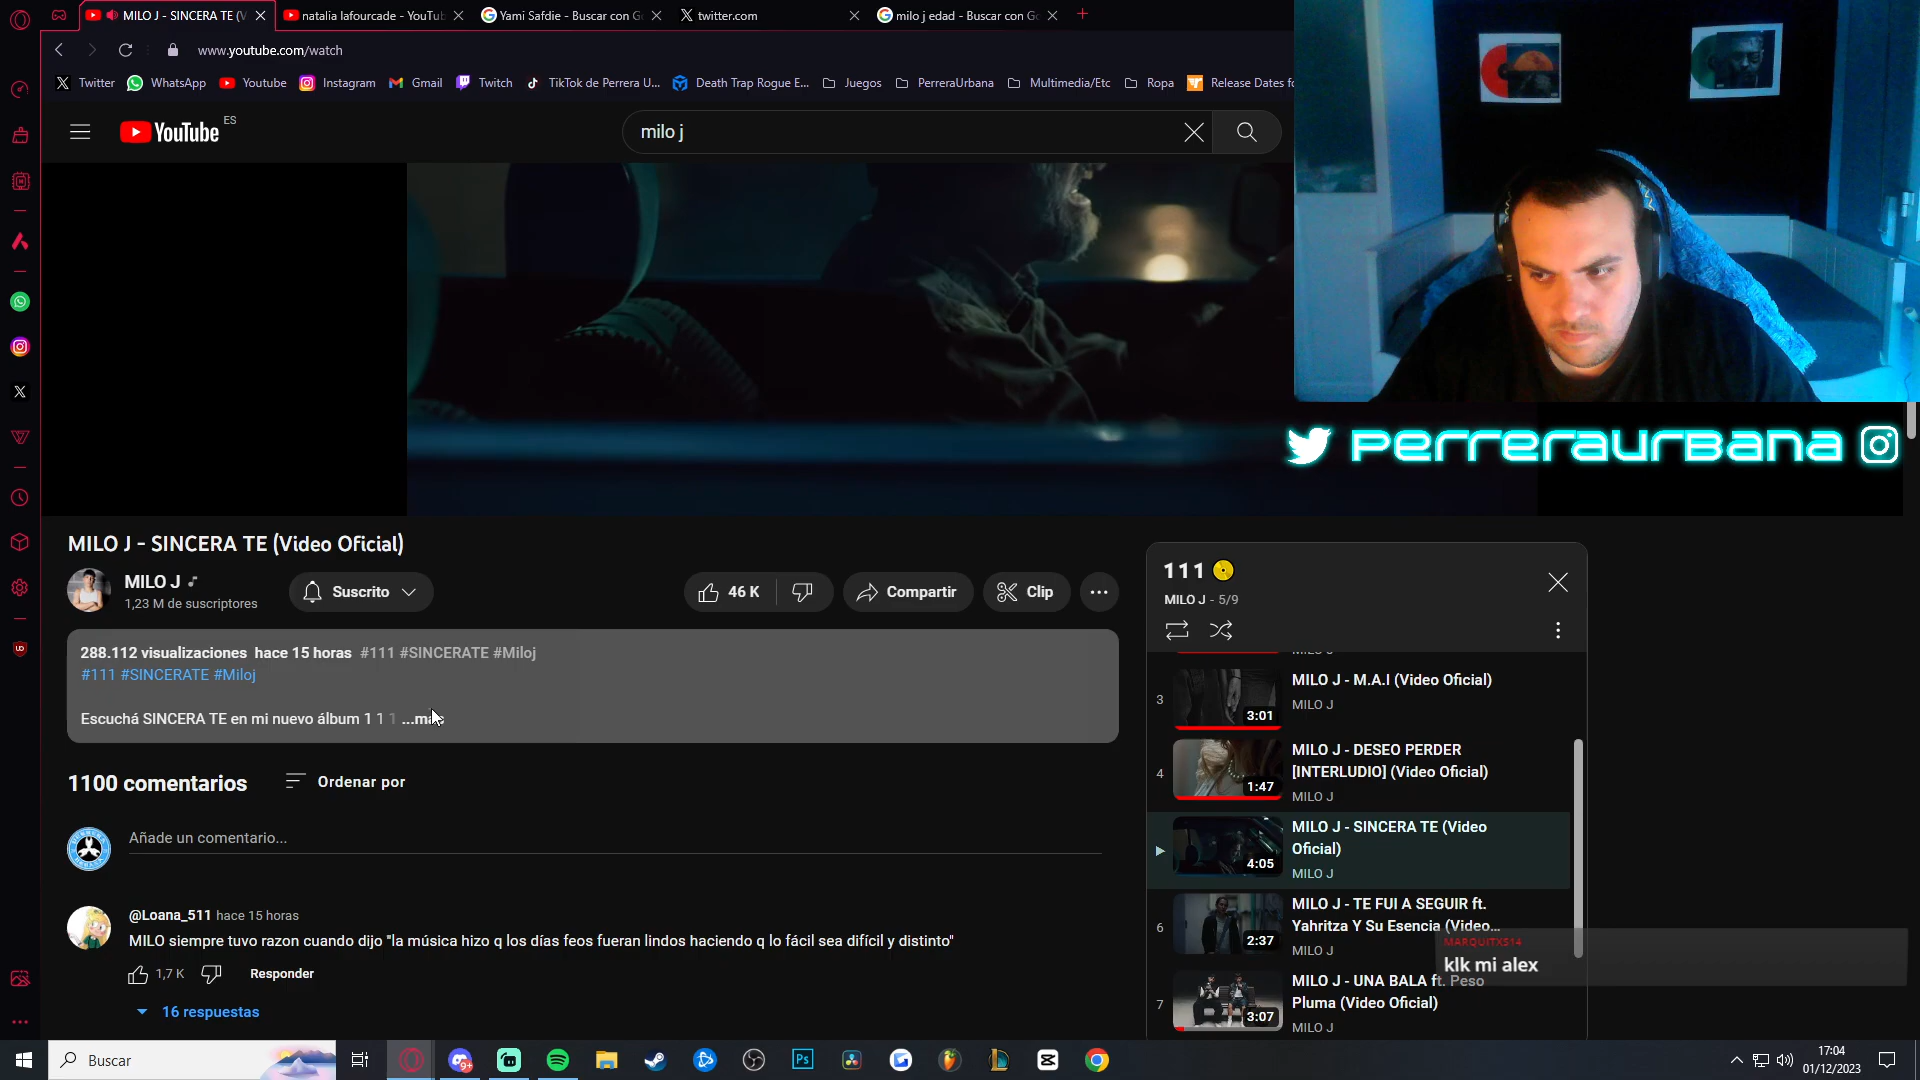 MILO J - SINCERA TE (V
natalia lafourcade - YouTub
Yami Safdie - Buscar con G
twitter.com
milo j edad - Buscar con Go
www.youtube.com/watch
Twitter
WhatsApp
Youtube
Instagram
Gmail
Twitch
TikTok de Perrera U...
Death Trap Rogue E...
Juegos
PerreraUrbana
Multimedia/Etc
Ropa
Release Dates fo
YouTube ES
milo j
PERRERAURBANA
MILO J - SINCERA TE (Video Oficial)
MILO J
1,23 M de suscriptores
Suscrito
46 K
Compartir
Clip
288.112 visualizaciones hace 15 horas #111 #SINCERATE #Miloj
#111 #SINCERATE #Miloj
Escuchá SINCERA TE en mi nuevo álbum 1 1 1 ...más
1100 comentarios
Ordenar por
Añade un comentario...
@Loana_511 hace 15 horas
MILO siempre tuvo razon cuando dijo "la música hizo q los días feos fueran lindos haciendo q lo fácil sea difícil y distinto"
1,7 K
Responder
16 respuestas
111
MILO J - 5/9
3
3:01
MILO J - M.A.I (Video Oficial)
MILO J
4
1:47
MILO J - DESEO PERDER
[INTERLUDIO] (Video Oficial)
MILO J
4:05
MILO J - SINCERA TE (Video
Oficial)
MILO J
6
2:37
MILO J - TE FUI A SEGUIR ft.
Yahritza Y Su Esencia (Video...
MILO J
7
3:07
MILO J - UNA BALA ft. Peso
Pluma (Video Oficial)
MILO J
MARQUITXS14
klk mi alex
Buscar
9+
Ps
17:04
01/12/2023